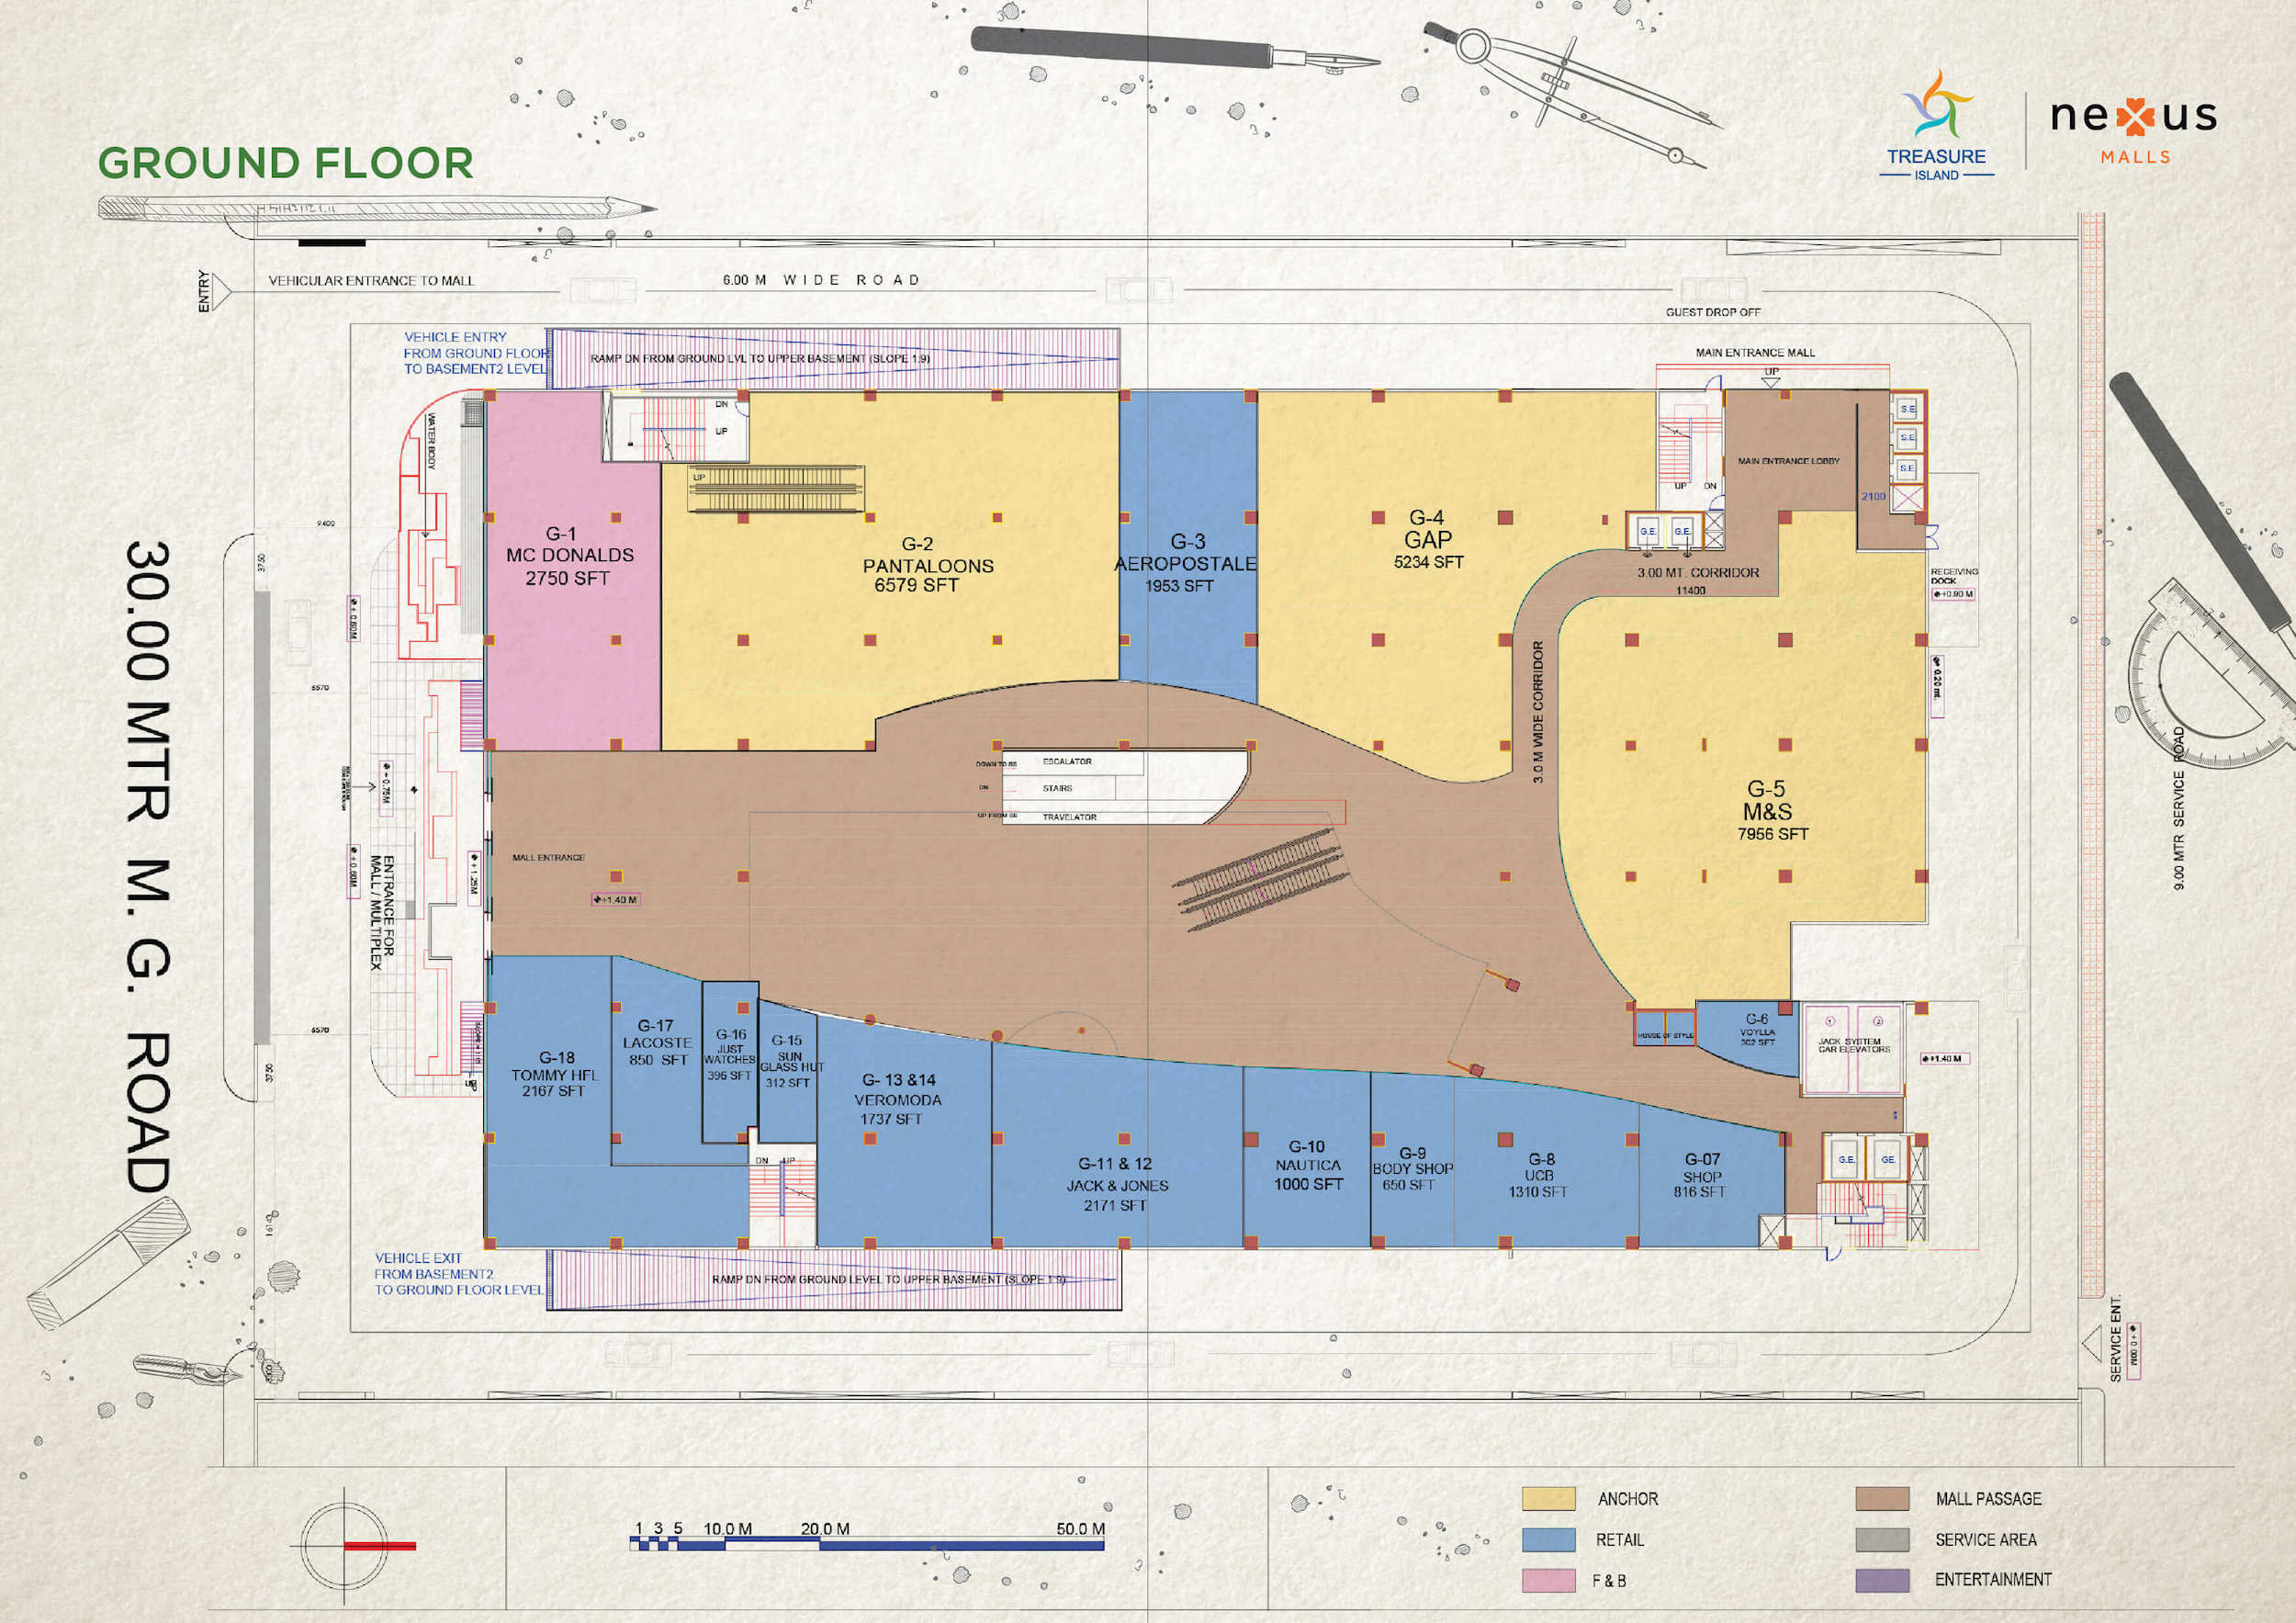 GROUND FLOOR
TREASURE
ISLAND
nexus
MALLS
ENTRY
VEHICULAR ENTRANCE TO MALL
6.00 M WIDE ROAD
GUEST DROP OFF
VEHICLE ENTRY
FROM GROUND FLOOR
TO BASEMENT2 LEVEL
RAMP DN FROM GROUND LVL TO UPPER BASEMENT (SLOPE 1:9)
MAIN ENTRANCE MALL
UP
WATER BODY
DN
UP
UP
S.E
S.E
S.E
MAIN ENTRANCE LOBBY
UP DN
2100
G.E.
G.E.
G-1
MC DONALDS
2750 SFT
G-2
PANTALOONS
6579 SFT
G-3
AEROPOSTALE
1953 SFT
G-4
GAP
5234 SFT
3.00 MT. CORRIDOR
11400
RECEIVING
DOCK
+0.90 M
9400
3750
+0.60M
6570
3.0 M WIDE CORRIDOR
-0.20 mt.
30.00 MTR M. G. ROAD
9.00 MTR SERVICE ROAD
G-5
M&S
7956 SFT
DOWN TO BB
ESCALATOR
DN
STAIRS
UP FROM BB
TRAVELATOR
+0.75M
MALL ENTRANCE
+1.40 M
+0.60M
+1.25M
ENTRANCE FOR
MALL / MULTIPLEX
6570
3750
UP
G-18
TOMMY HFL
2167 SFT
G-17
LACOSTE
850 SFT
G-16
JUST
WATCHES
396 SFT
G-15
SUN
GLASS HUT
312 SFT
G- 13 &14
VEROMODA
1737 SFT
G-11 & 12
JACK & JONES
2171 SFT
G-10
NAUTICA
1000 SFT
G-9
BODY SHOP
650 SFT
G-8
UCB
1310 SFT
G-07
SHOP
816 SFT
HOUSE OF STYLE
G-6
VOYLLA
302 SFT
1
2
JACK SYSTEM
CAR ELEVATORS
+1.40 M
G.E.
GE.
DN UP
16143
VEHICLE EXIT
FROM BASEMENT2
TO GROUND FLOOR LEVEL
RAMP DN FROM GROUND LEVEL TO UPPER BASEMENT (SLOPE 1:9)
SERVICE ENT.
1 3 5 10.0 M 20.0 M 50.0 M
ANCHOR
RETAIL
F & B
MALL PASSAGE
SERVICE AREA
ENTERTAINMENT